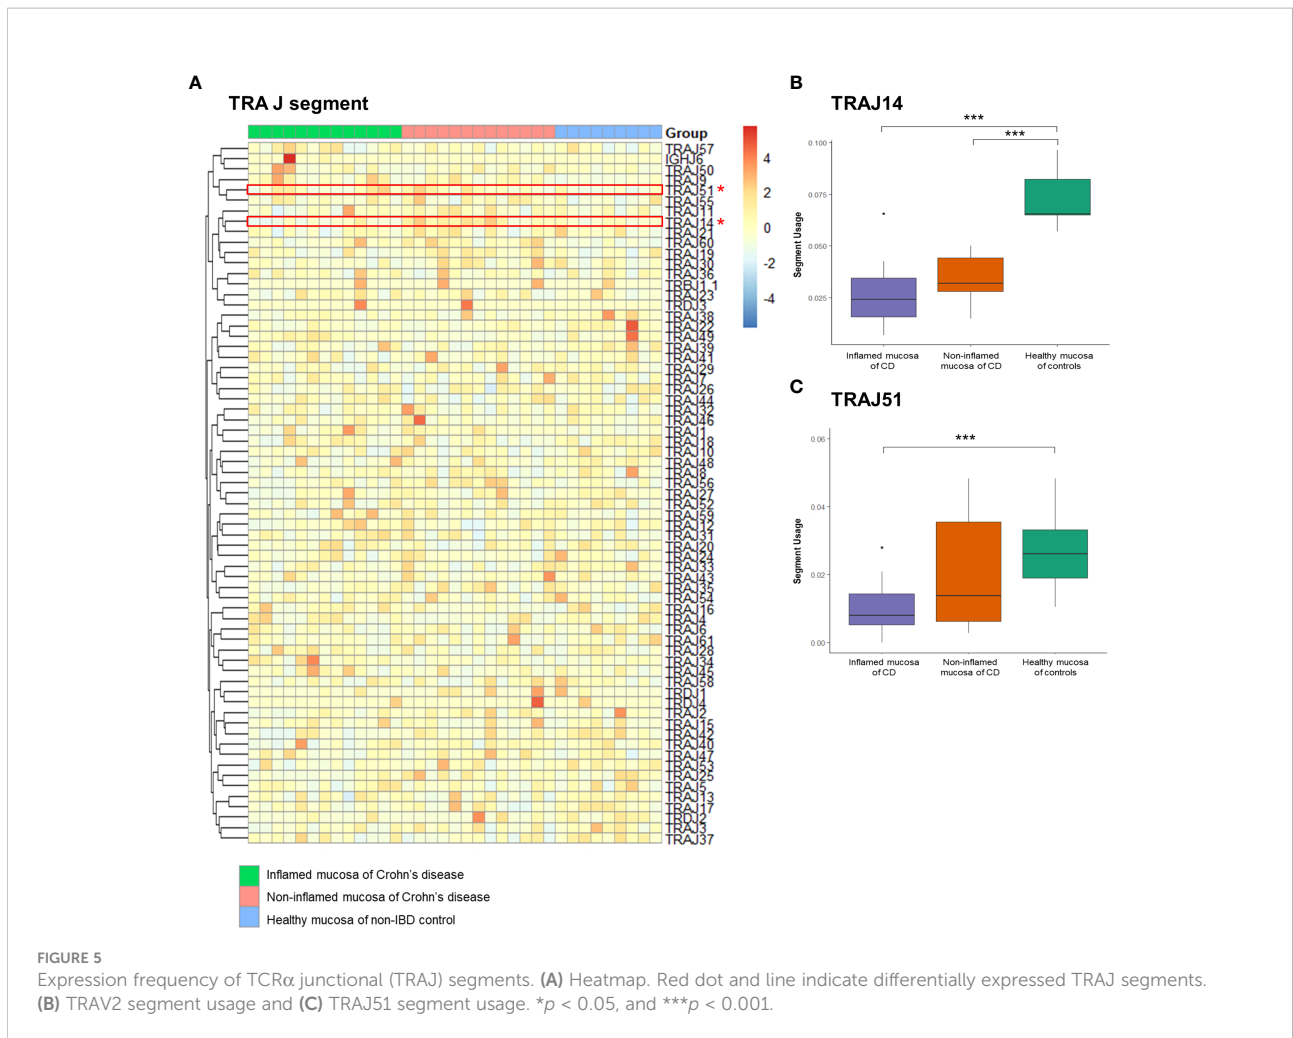 A
TRA J segment
Group
TRAJ57
IGHJ6
TRAJ50
TRAJ9
TRAJ51 *
TRAJ55
TRAJ11
TRAJ14 *
TRAJ21
TRAJ60
TRAJ19
TRAJ30
TRAJ36
TRBJ1.1
TRAJ23
TRDJ3
TRAJ38
TRAJ22
TRAJ49
TRAJ39
TRAJ41
TRAJ29
TRAJ7
TRAJ26
TRAJ44
TRAJ32
TRAJ46
TRAJ1
TRAJ18
TRAJ10
TRAJ48
TRAJ8
TRAJ56
TRAJ27
TRAJ52
TRAJ59
TRAJ12
TRAJ31
TRAJ20
TRAJ24
TRAJ33
TRAJ43
TRAJ35
TRAJ54
TRAJ16
TRAJ4
TRAJ6
TRAJ61
TRAJ28
TRAJ34
TRAJ45
TRAJ58
TRDJ1
TRDJ4
TRAJ2
TRAJ15
TRAJ42
TRAJ40
TRAJ47
TRAJ53
TRAJ25
TRAJ5
TRAJ13
TRAJ17
TRDJ2
TRAJ3
TRAJ37
4
2
0
-2
-4
Inflamed mucosa of Crohn's disease
Non-inflamed mucosa of Crohn's disease
Healthy mucosa of non-IBD control
B
TRAJ14
***
***
Segment Usage
0.100
0.075
0.050
0.025
Inflamed mucosa
of CD
Non-inflamed
mucosa of CD
Healthy mucosa
of controls
C
TRAJ51
***
Segment Usage
0.06
0.04
0.02
0.00
Inflamed mucosa
of CD
Non-inflamed
mucosa of CD
Healthy mucosa
of controls
FIGURE 5
Expression frequency of TCRα junctional (TRAJ) segments. (A) Heatmap. Red dot and line indicate differentially expressed TRAJ segments.
(B) TRAV2 segment usage and (C) TRAJ51 segment usage. *p < 0.05, and ***p < 0.001.